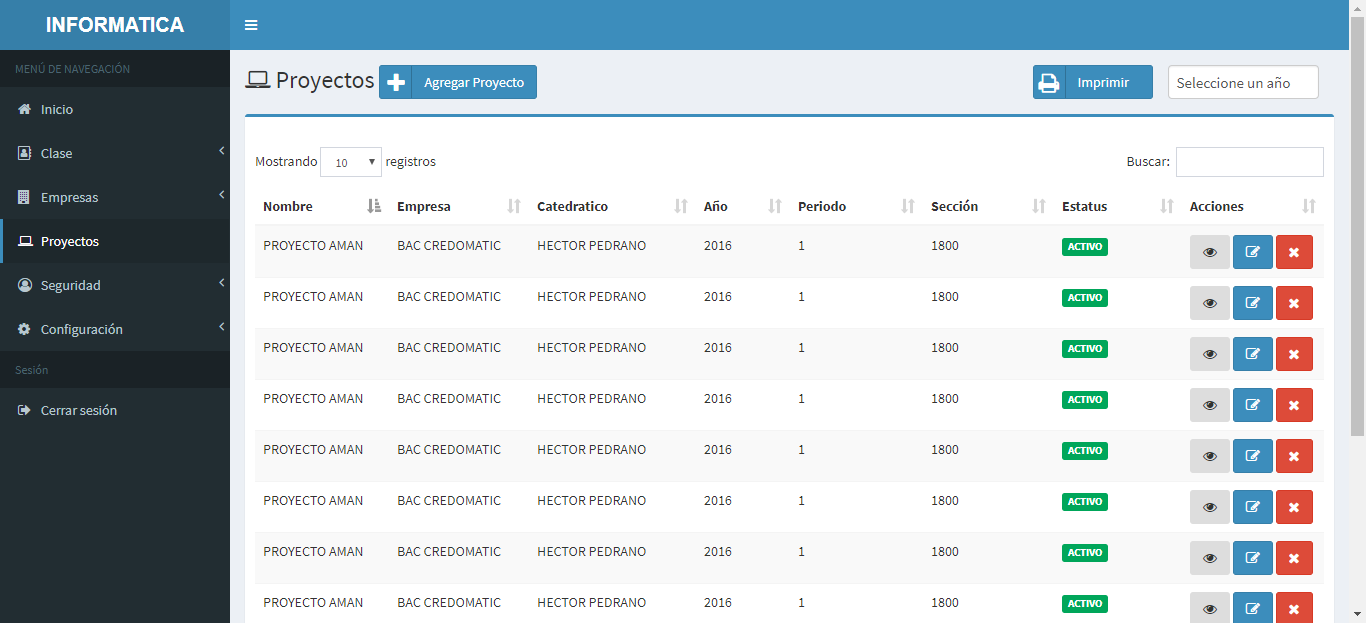 INFORMATICA
MENÚ DE NAVEGACIÓN
Inicio
Clase
Empresas
Proyectos
Seguridad
Configuración
Sesión
Cerrar sesión
Proyectos Agregar Proyecto Imprimir Seleccione un año
Mostrando 10 registros Buscar:
Nombre Empresa Catedratico Año Periodo Sección Estatus Acciones
PROYECTO AMAN BAC CREDOMATIC HECTOR PEDRANO 2016 1 1800 ACTIVO
PROYECTO AMAN BAC CREDOMATIC HECTOR PEDRANO 2016 1 1800 ACTIVO
PROYECTO AMAN BAC CREDOMATIC HECTOR PEDRANO 2016 1 1800 ACTIVO
PROYECTO AMAN BAC CREDOMATIC HECTOR PEDRANO 2016 1 1800 ACTIVO
PROYECTO AMAN BAC CREDOMATIC HECTOR PEDRANO 2016 1 1800 ACTIVO
PROYECTO AMAN BAC CREDOMATIC HECTOR PEDRANO 2016 1 1800 ACTIVO
PROYECTO AMAN BAC CREDOMATIC HECTOR PEDRANO 2016 1 1800 ACTIVO
PROYECTO AMAN BAC CREDOMATIC HECTOR PEDRANO 2016 1 1800 ACTIVO